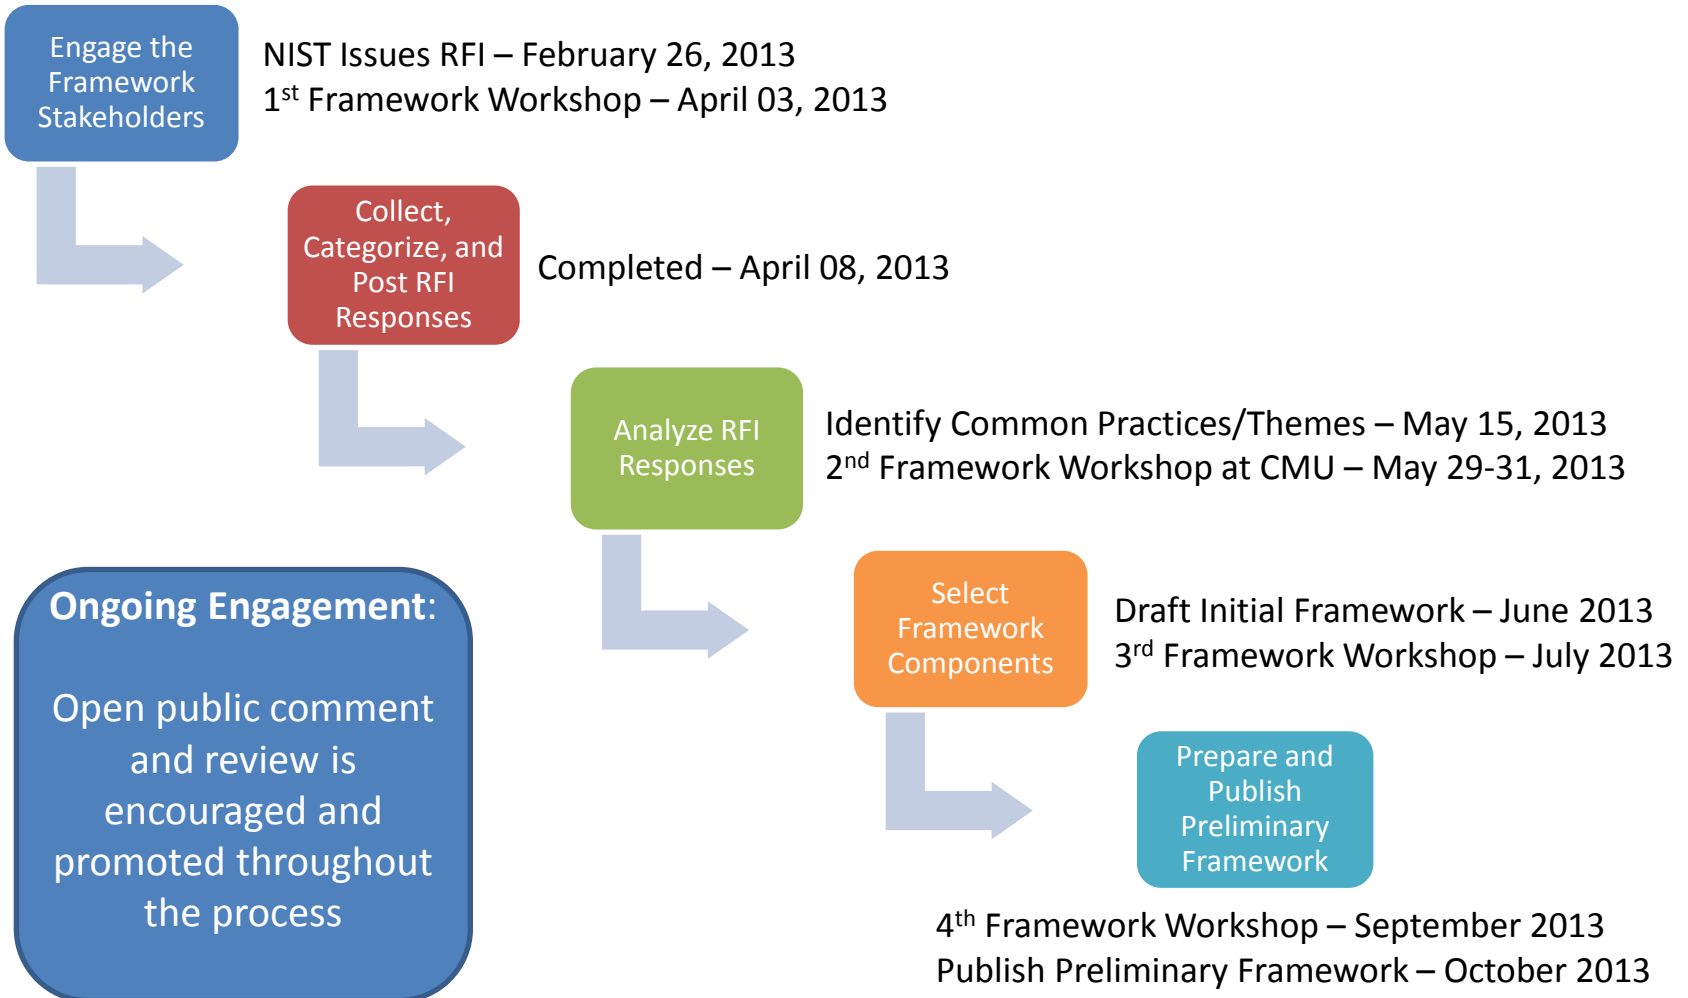 Engage the
Framework
Stakeholders
NIST Issues RFI – February 26, 2013
1st Framework Workshop – April 03, 2013
Collect,
Categorize, and
Post RFI
Responses
Completed – April 08, 2013
Analyze RFI
Responses
Identify Common Practices/Themes – May 15, 2013
2nd Framework Workshop at CMU – May 29-31, 2013
Select
Framework
Components
Draft Initial Framework – June 2013
3rd Framework Workshop – July 2013
Prepare and
Publish
Preliminary
Framework
4th Framework Workshop – September 2013
Publish Preliminary Framework – October 2013
Ongoing Engagement:
Open public comment
and review is
encouraged and
promoted throughout
the process